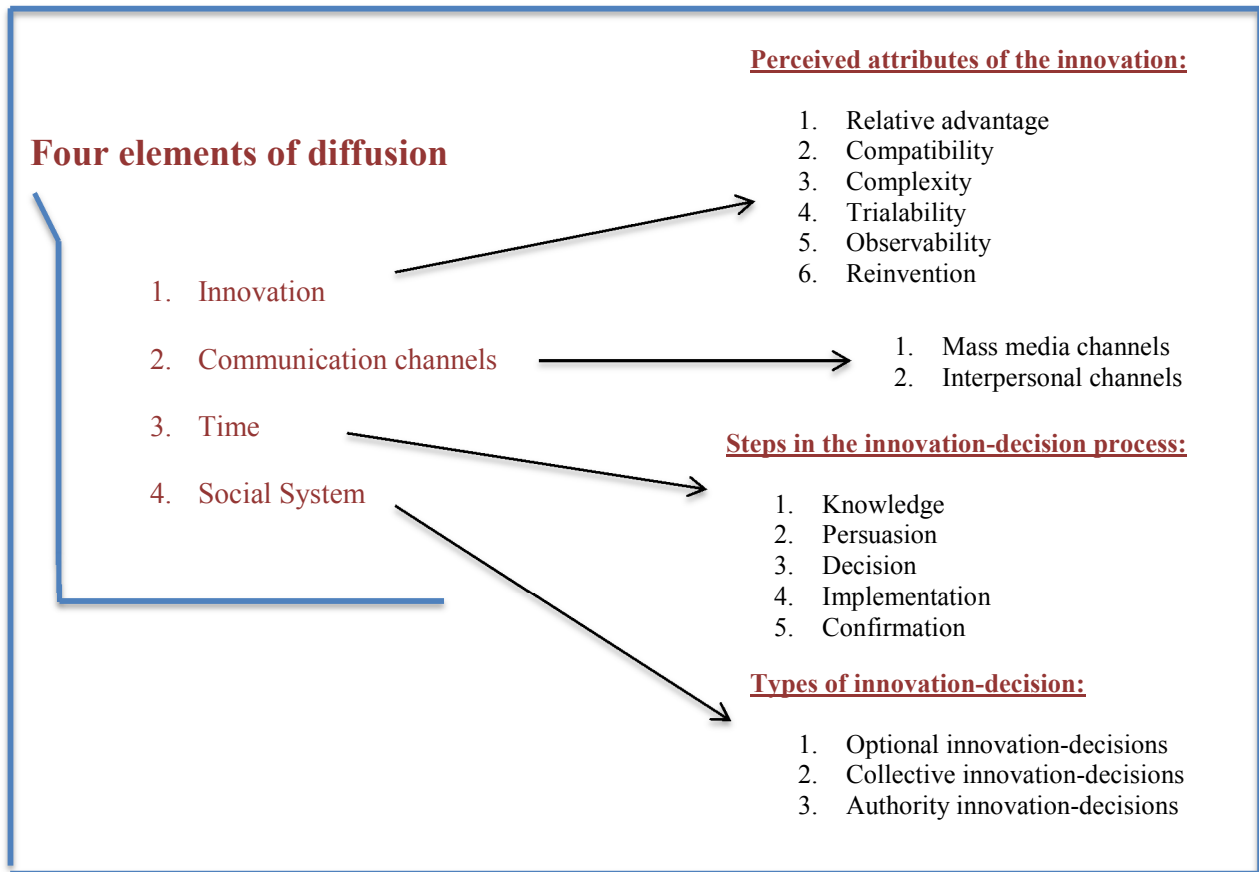 Four elements of diffusion
1. Innovation
2. Communication channels
3. Time
4. Social System
Perceived attributes of the innovation:
1. Relative advantage
2. Compatibility
3. Complexity
4. Trialability
5. Observability
6. Reinvention
1. Mass media channels
2. Interpersonal channels
Steps in the innovation-decision process:
1. Knowledge
2. Persuasion
3. Decision
4. Implementation
5. Confirmation
Types of innovation-decision:
1. Optional innovation-decisions
2. Collective innovation-decisions
3. Authority innovation-decisions